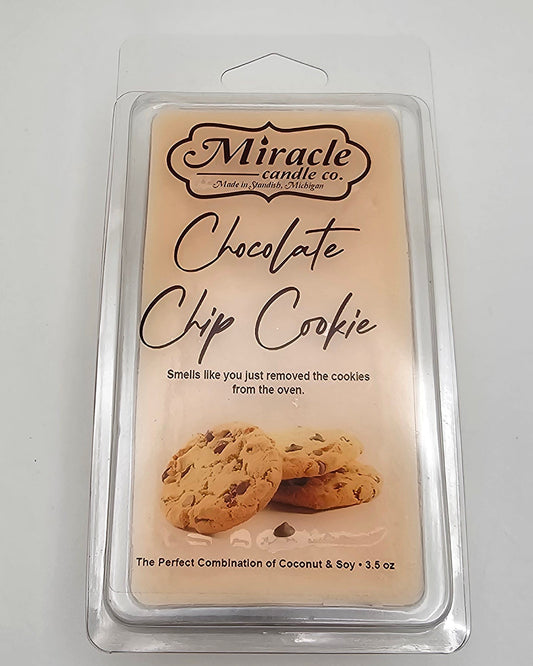 Miracle
candle co.
Made in Standish, Michigan
Chocolate
Chip Cookie
Smells like you just removed the cookies
from the oven.
The Perfect Combination of Coconut & Soy • 3.5 oz